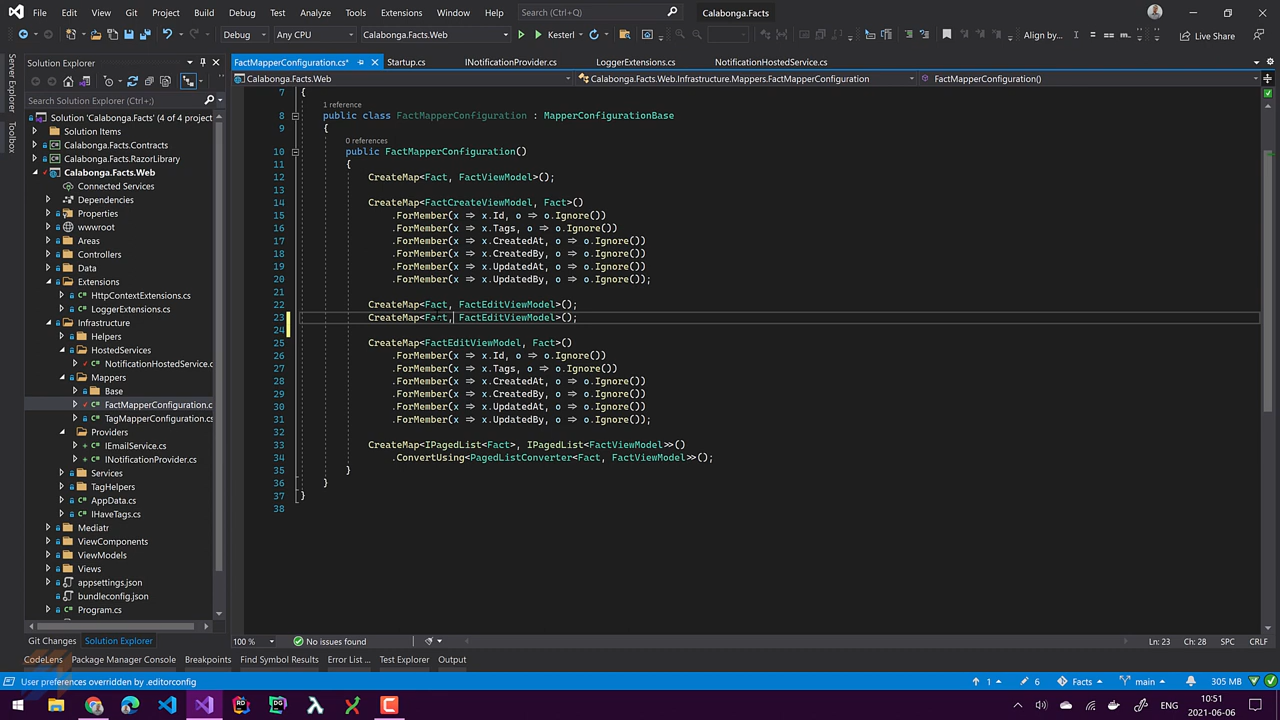 File Edit View Git Project Build Debug Test Analyze Tools Extensions Window Help Search (Ctrl+Q) Calabonga.Facts
Debug Any CPU Calabonga.Facts.Web Kestrel Align by... Live Share
Server Explorer
Toolbox
Solution Explorer
Search Solution Explorer (Ctrl+;)
Solution 'Calabonga.Facts' (4 of 4 project
Solution Items
Calabonga.Facts.Contracts
Calabonga.Facts.RazorLibrary
Calabonga.Facts.Web
Connected Services
Dependencies
Properties
wwwroot
Areas
Controllers
Data
Extensions
HttpContextExtensions.cs
LoggerExtensions.cs
Infrastructure
Helpers
HostedServices
NotificationHostedService.c
Mappers
Base
FactMapperConfiguration.c
TagMapperConfiguration.cs
Providers
IEmailService.cs
INotificationProvider.cs
Services
TagHelpers
AppData.cs
IHaveTags.cs
Mediatr
ViewComponents
ViewModels
Views
appsettings.json
bundleconfig.json
Program.cs
Git Changes Solution Explorer
FactMapperConfiguration.cs* Startup.cs INotificationProvider.cs LoggerExtensions.cs NotificationHostedService.cs
Calabonga.Facts.Web Calabonga.Facts.Web.Infrastructure.Mappers.FactMapperConfiguration FactMapperConfiguration()
7 {
1 reference
8 public class FactMapperConfiguration : MapperConfigurationBase
9 {
0 references
10 public FactMapperConfiguration()
11 {
12 CreateMap<Fact, FactViewModel>();
13
14 CreateMap<FactCreateViewModel, Fact>()
15 .ForMember(x => x.Id, o => o.Ignore())
16 .ForMember(x => x.Tags, o => o.Ignore())
17 .ForMember(x => x.CreatedAt, o => o.Ignore())
18 .ForMember(x => x.CreatedBy, o => o.Ignore())
19 .ForMember(x => x.UpdatedAt, o => o.Ignore())
20 .ForMember(x => x.UpdatedBy, o => o.Ignore());
21
22 CreateMap<Fact, FactEditViewModel>();
23 CreateMap<Fact, FactEditViewModel>();
24
25 CreateMap<FactEditViewModel, Fact>()
26 .ForMember(x => x.Id, o => o.Ignore())
27 .ForMember(x => x.Tags, o => o.Ignore())
28 .ForMember(x => x.CreatedAt, o => o.Ignore())
29 .ForMember(x => x.CreatedBy, o => o.Ignore())
30 .ForMember(x => x.UpdatedAt, o => o.Ignore())
31 .ForMember(x => x.UpdatedBy, o => o.Ignore());
32
33 CreateMap<IPagedList<Fact>, IPagedList<FactViewModel>>()
34 .ConvertUsing<PagedListConverter<Fact, FactViewModel>>();
35 }
36 }
37 }
38
100 % No issues found Ln: 23 Ch: 28 SPC CRLF
CodeLens Package Manager Console Breakpoints Find Symbol Results Error List ... Test Explorer Output
User preferences overridden by .editorconfig 1 6 Facts main 305 MB
ENG 10:51
2021-06-06